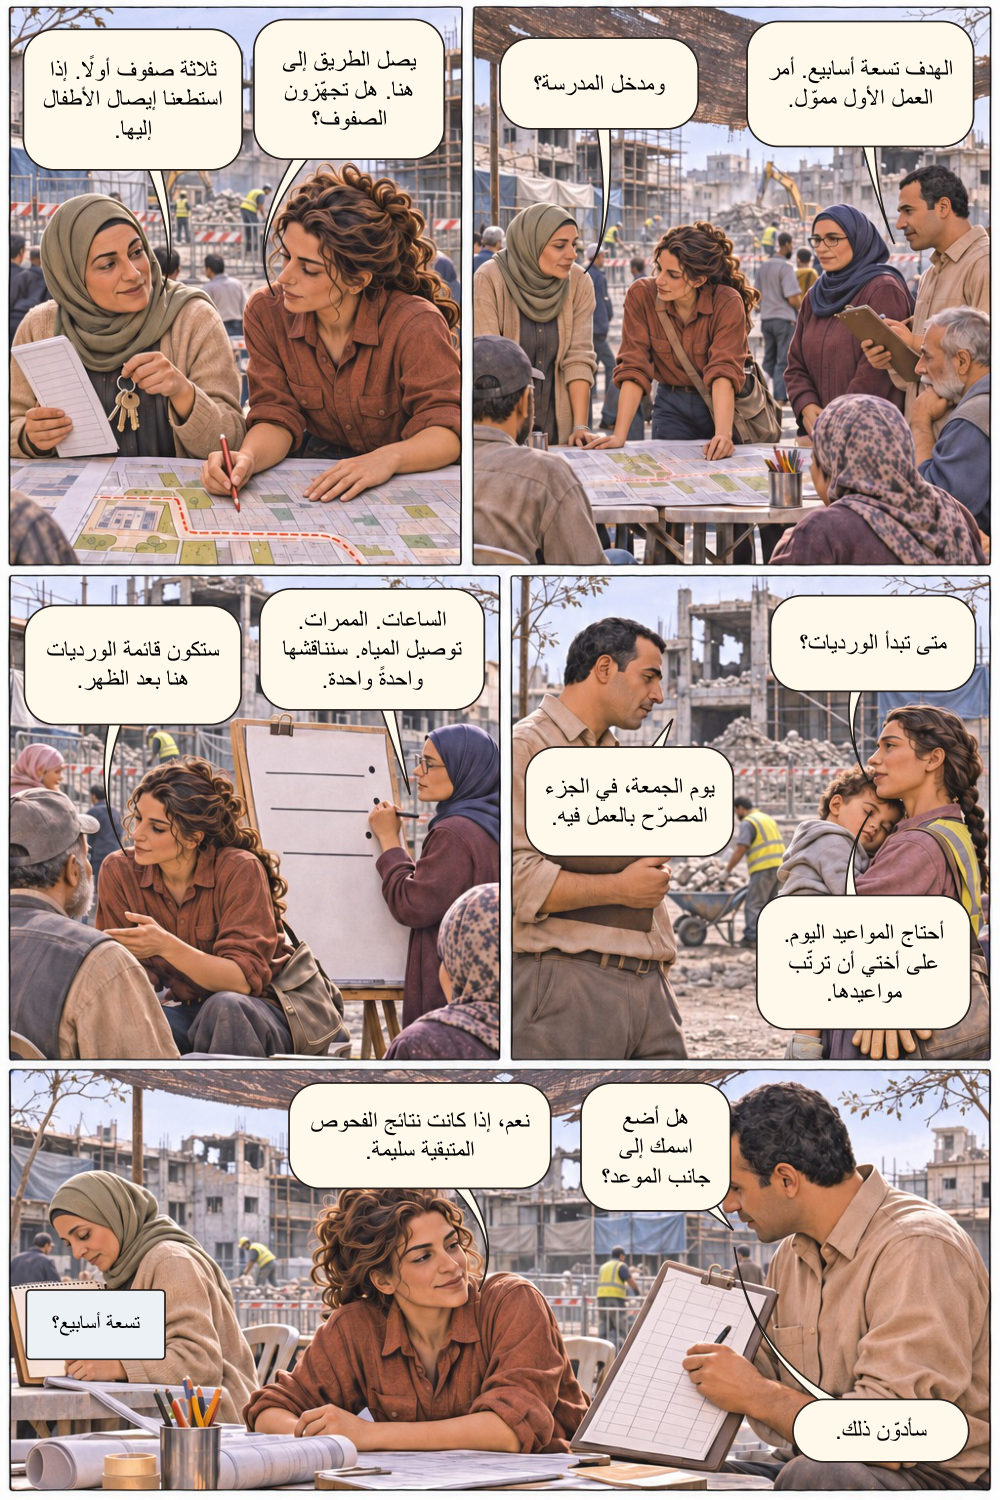 يصل الطريق إلى
هنا. هل تجهّزون
الصفوف؟
ثلاثة صفوف أولًا. إذا
استطعنا إيصال الأطفال
إليها.
الهدف تسعة أسابيع. أمر
العمل الأول مموّل.
ومدخل المدرسة؟
الساعات. الممرات.
توصيل المياه. سنناقشها
واحدةً واحدة.
ستكون قائمة الورديات
هنا بعد الظهر.
متى تبدأ الورديات؟
يوم الجمعة، في الجزء
المصرّح بالعمل فيه.
أحتاج المواعيد اليوم.
على أختي أن ترتّب
مواعيدها.
هل أضع
اسمك إلى
جانب الموعد؟
نعم، إذا كانت نتائج الفحوص
المتبقية سليمة.
سأدوّن ذلك.
تسعة أسابيع؟